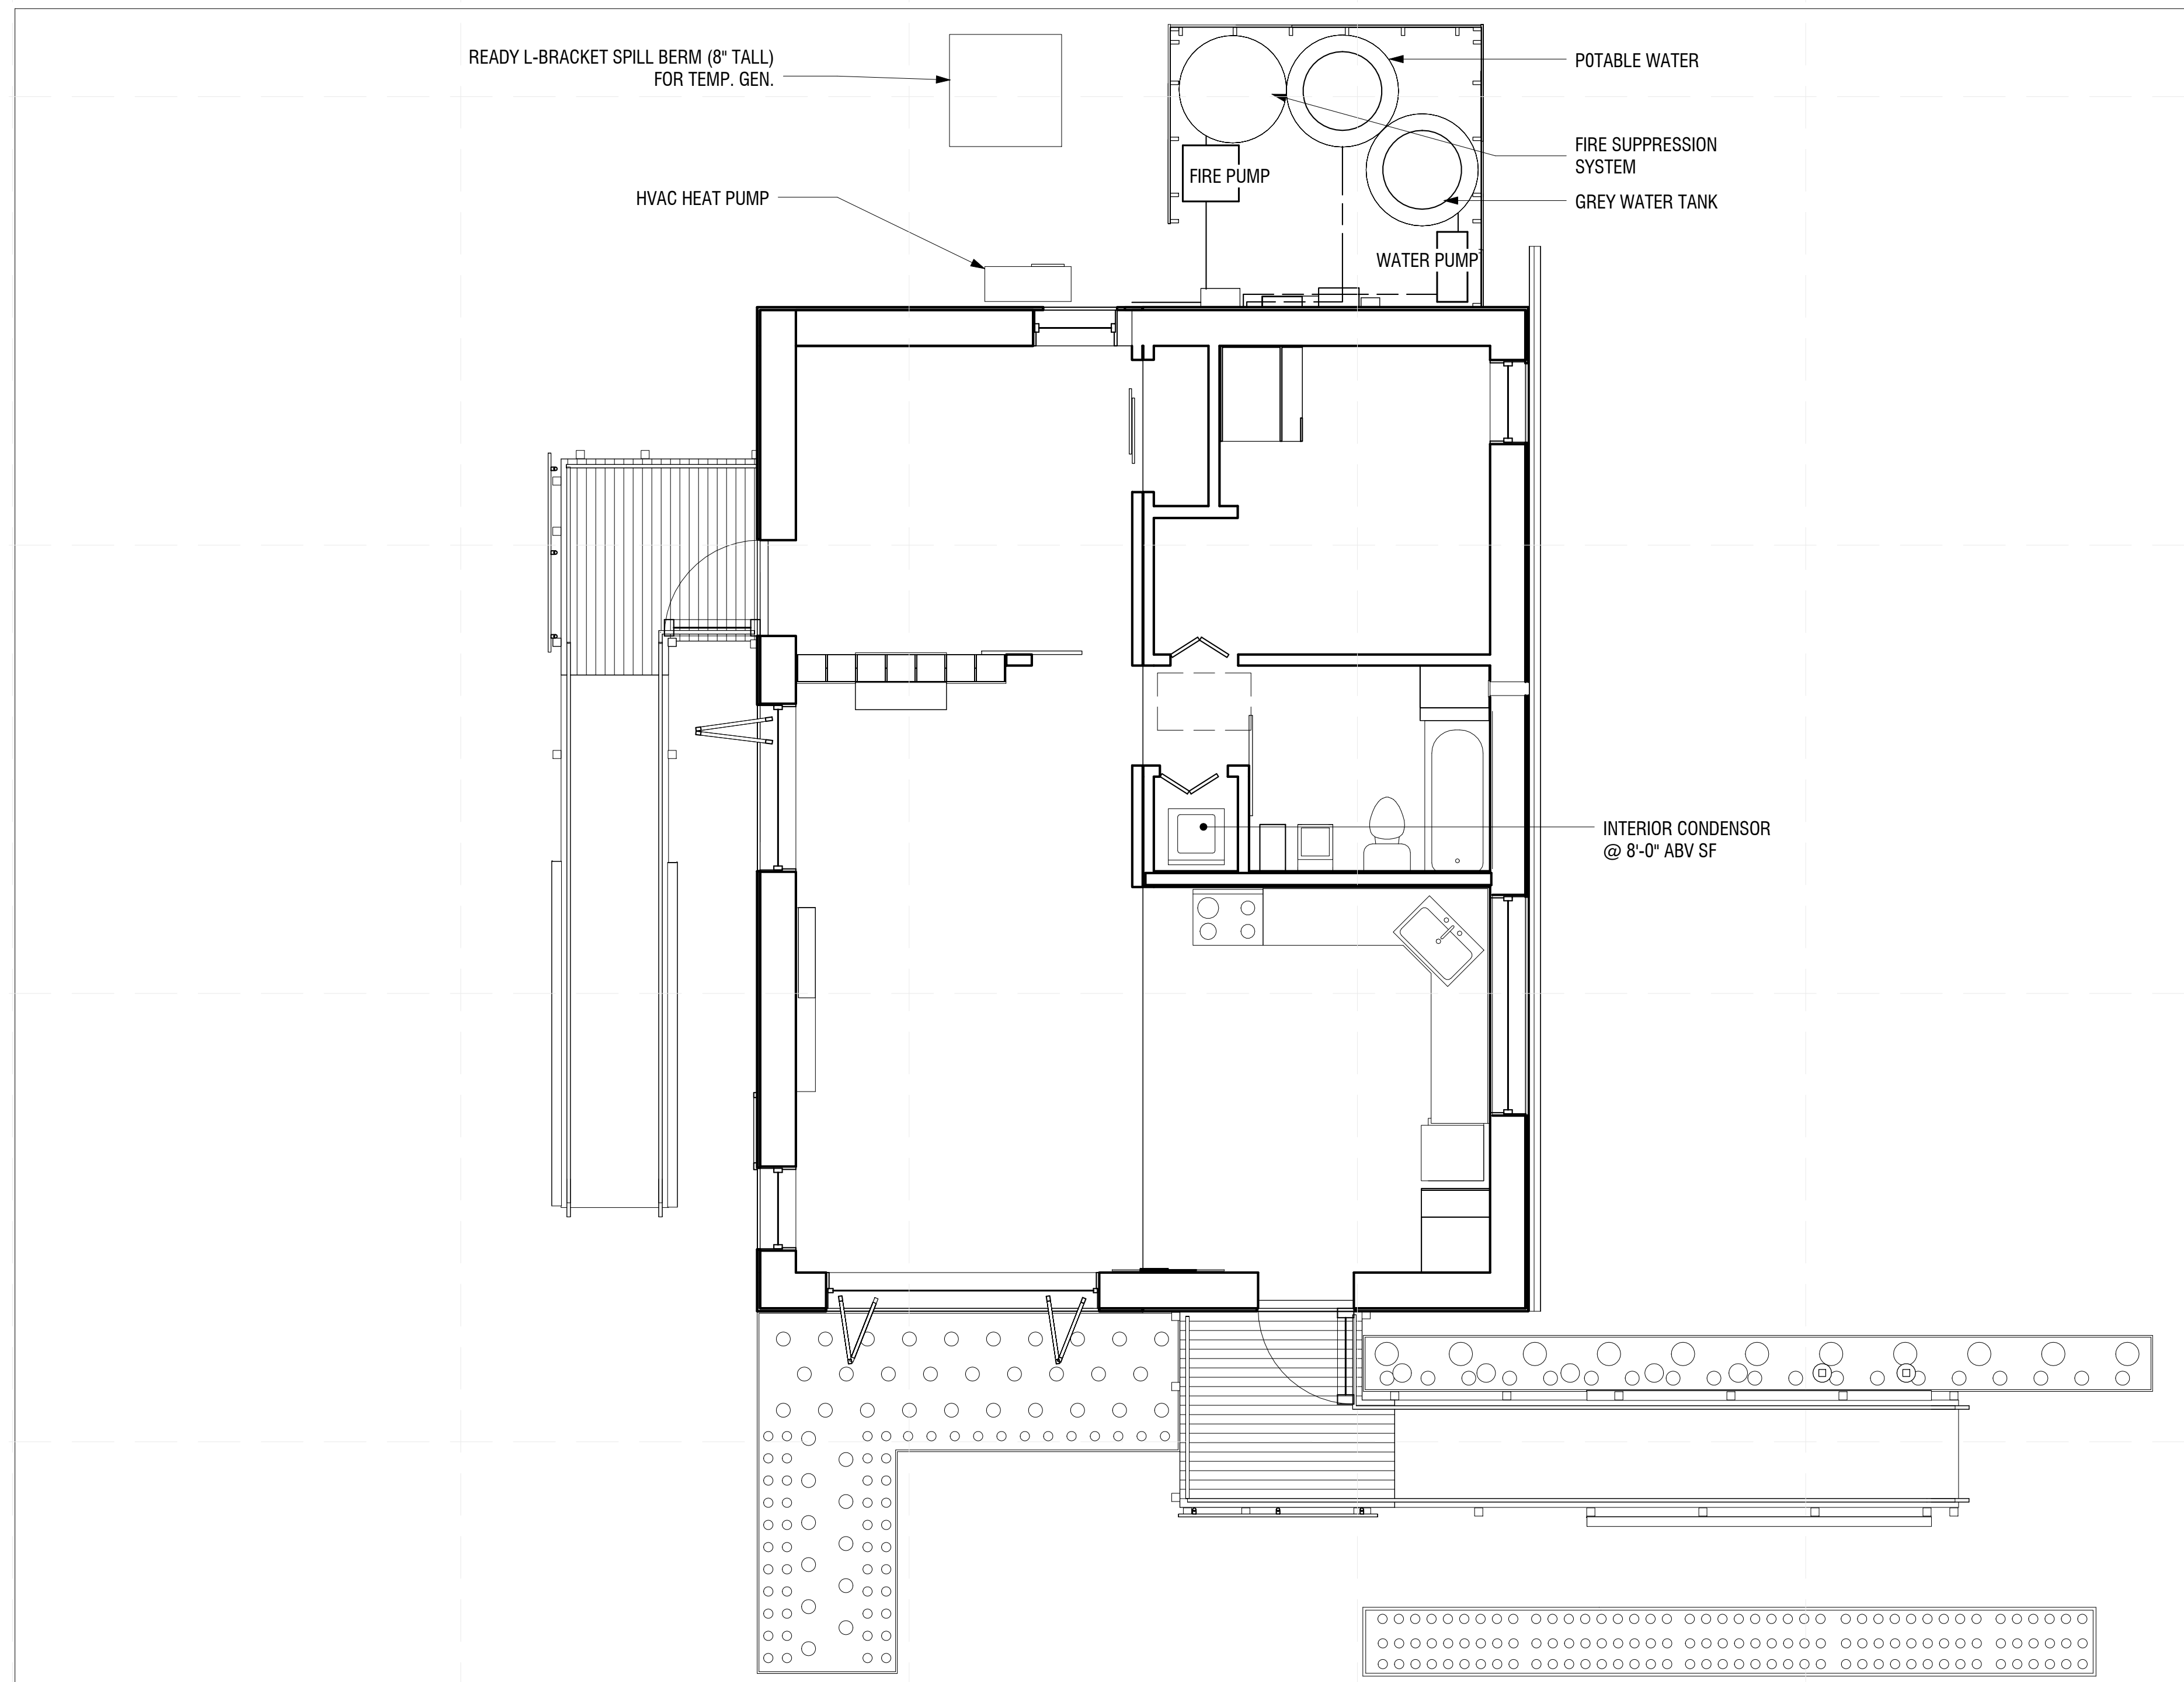 READY L-BRACKET SPILL BERM (8" TALL)
FOR TEMP. GEN.
POTABLE WATER
FIRE SUPPRESSION
SYSTEM
FIRE PUMP
HVAC HEAT PUMP
GREY WATER TANK
WATER PUMP
INTERIOR CONDENSOR
@ 8'-0" ABV SF